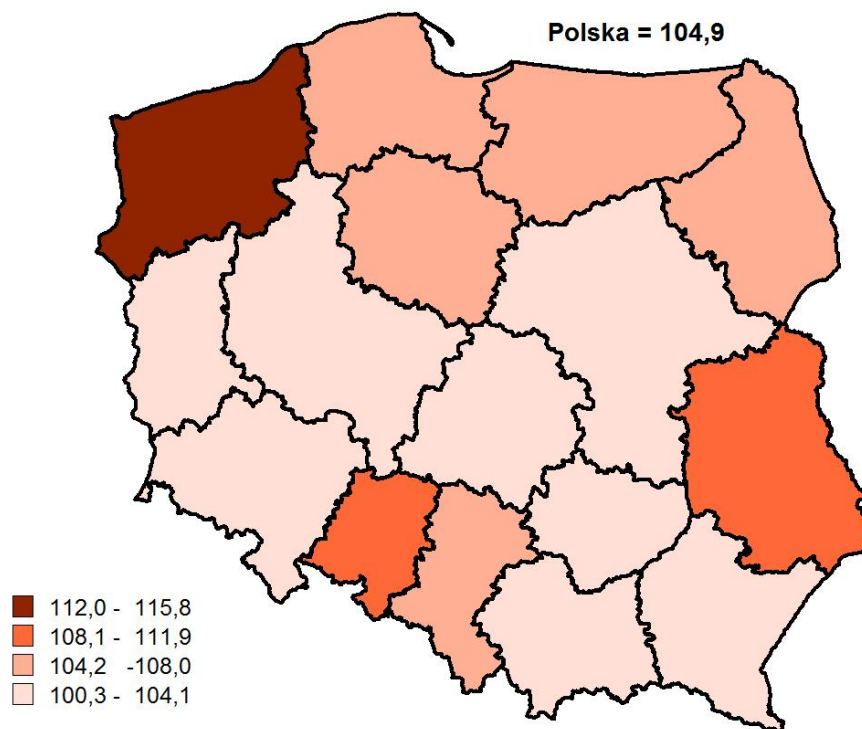 Polska = 104,9
112,0 - 115,8
108,1 - 111,9
104,2 -108,0
100,3 - 104,1